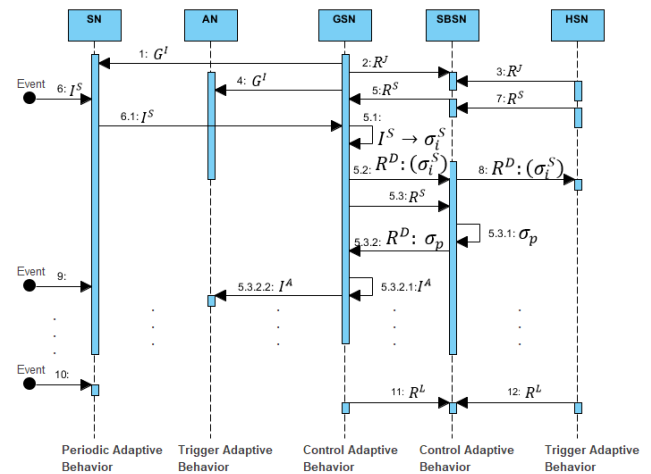 SN AN GSN SBSN HSN
1: G^I
2: R^J
3: R^J
Event
4: G^I
5: R^S
6: I^S
7: R^S
6.1: I^S
5.1:
I^S → σ_i^S
5.2: R^D: (σ_i^S)
8: R^D: (σ_i^S)
5.3: R^S
5.3.1: σ_p
5.3.2: R^D: σ_p
Event
9:
5.3.2.2: I^A
5.3.2.1: I^A
Event
10:
11: R^L
12: R^L
Periodic Adaptive Behavior
Trigger Adaptive Behavior
Control Adaptive Behavior
Control Adaptive Behavior
Trigger Adaptive Behavior